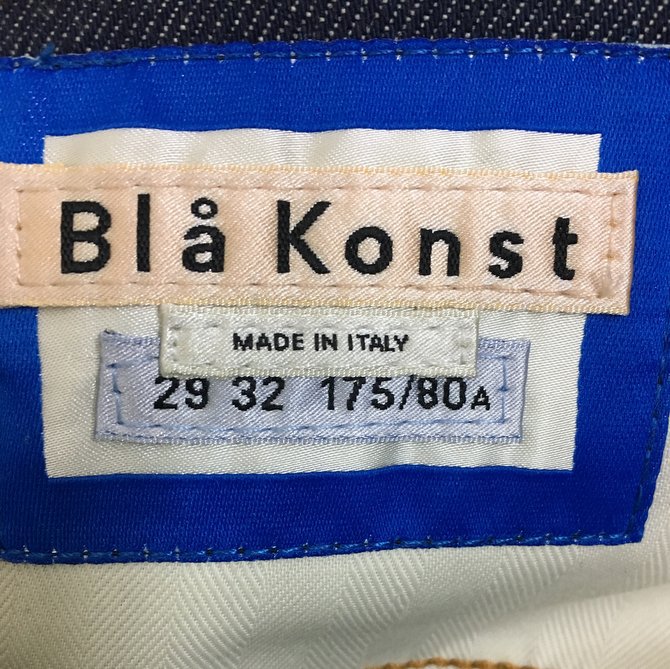 Blå Konst
MADE IN ITALY
29 32 175/80A